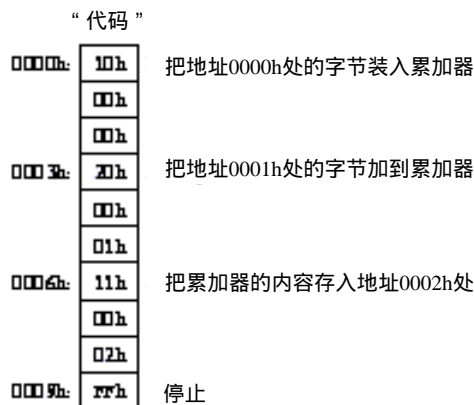 “代码”
0000h: 10h 把地址0000h处的字节装入累加器
00h
00h
0003h: 20h 把地址0001h处的字节加到累加器
00h
01h
0006h: 11h 把累加器的内容存入地址0002h处
00h
02h
0009h: FFh 停止